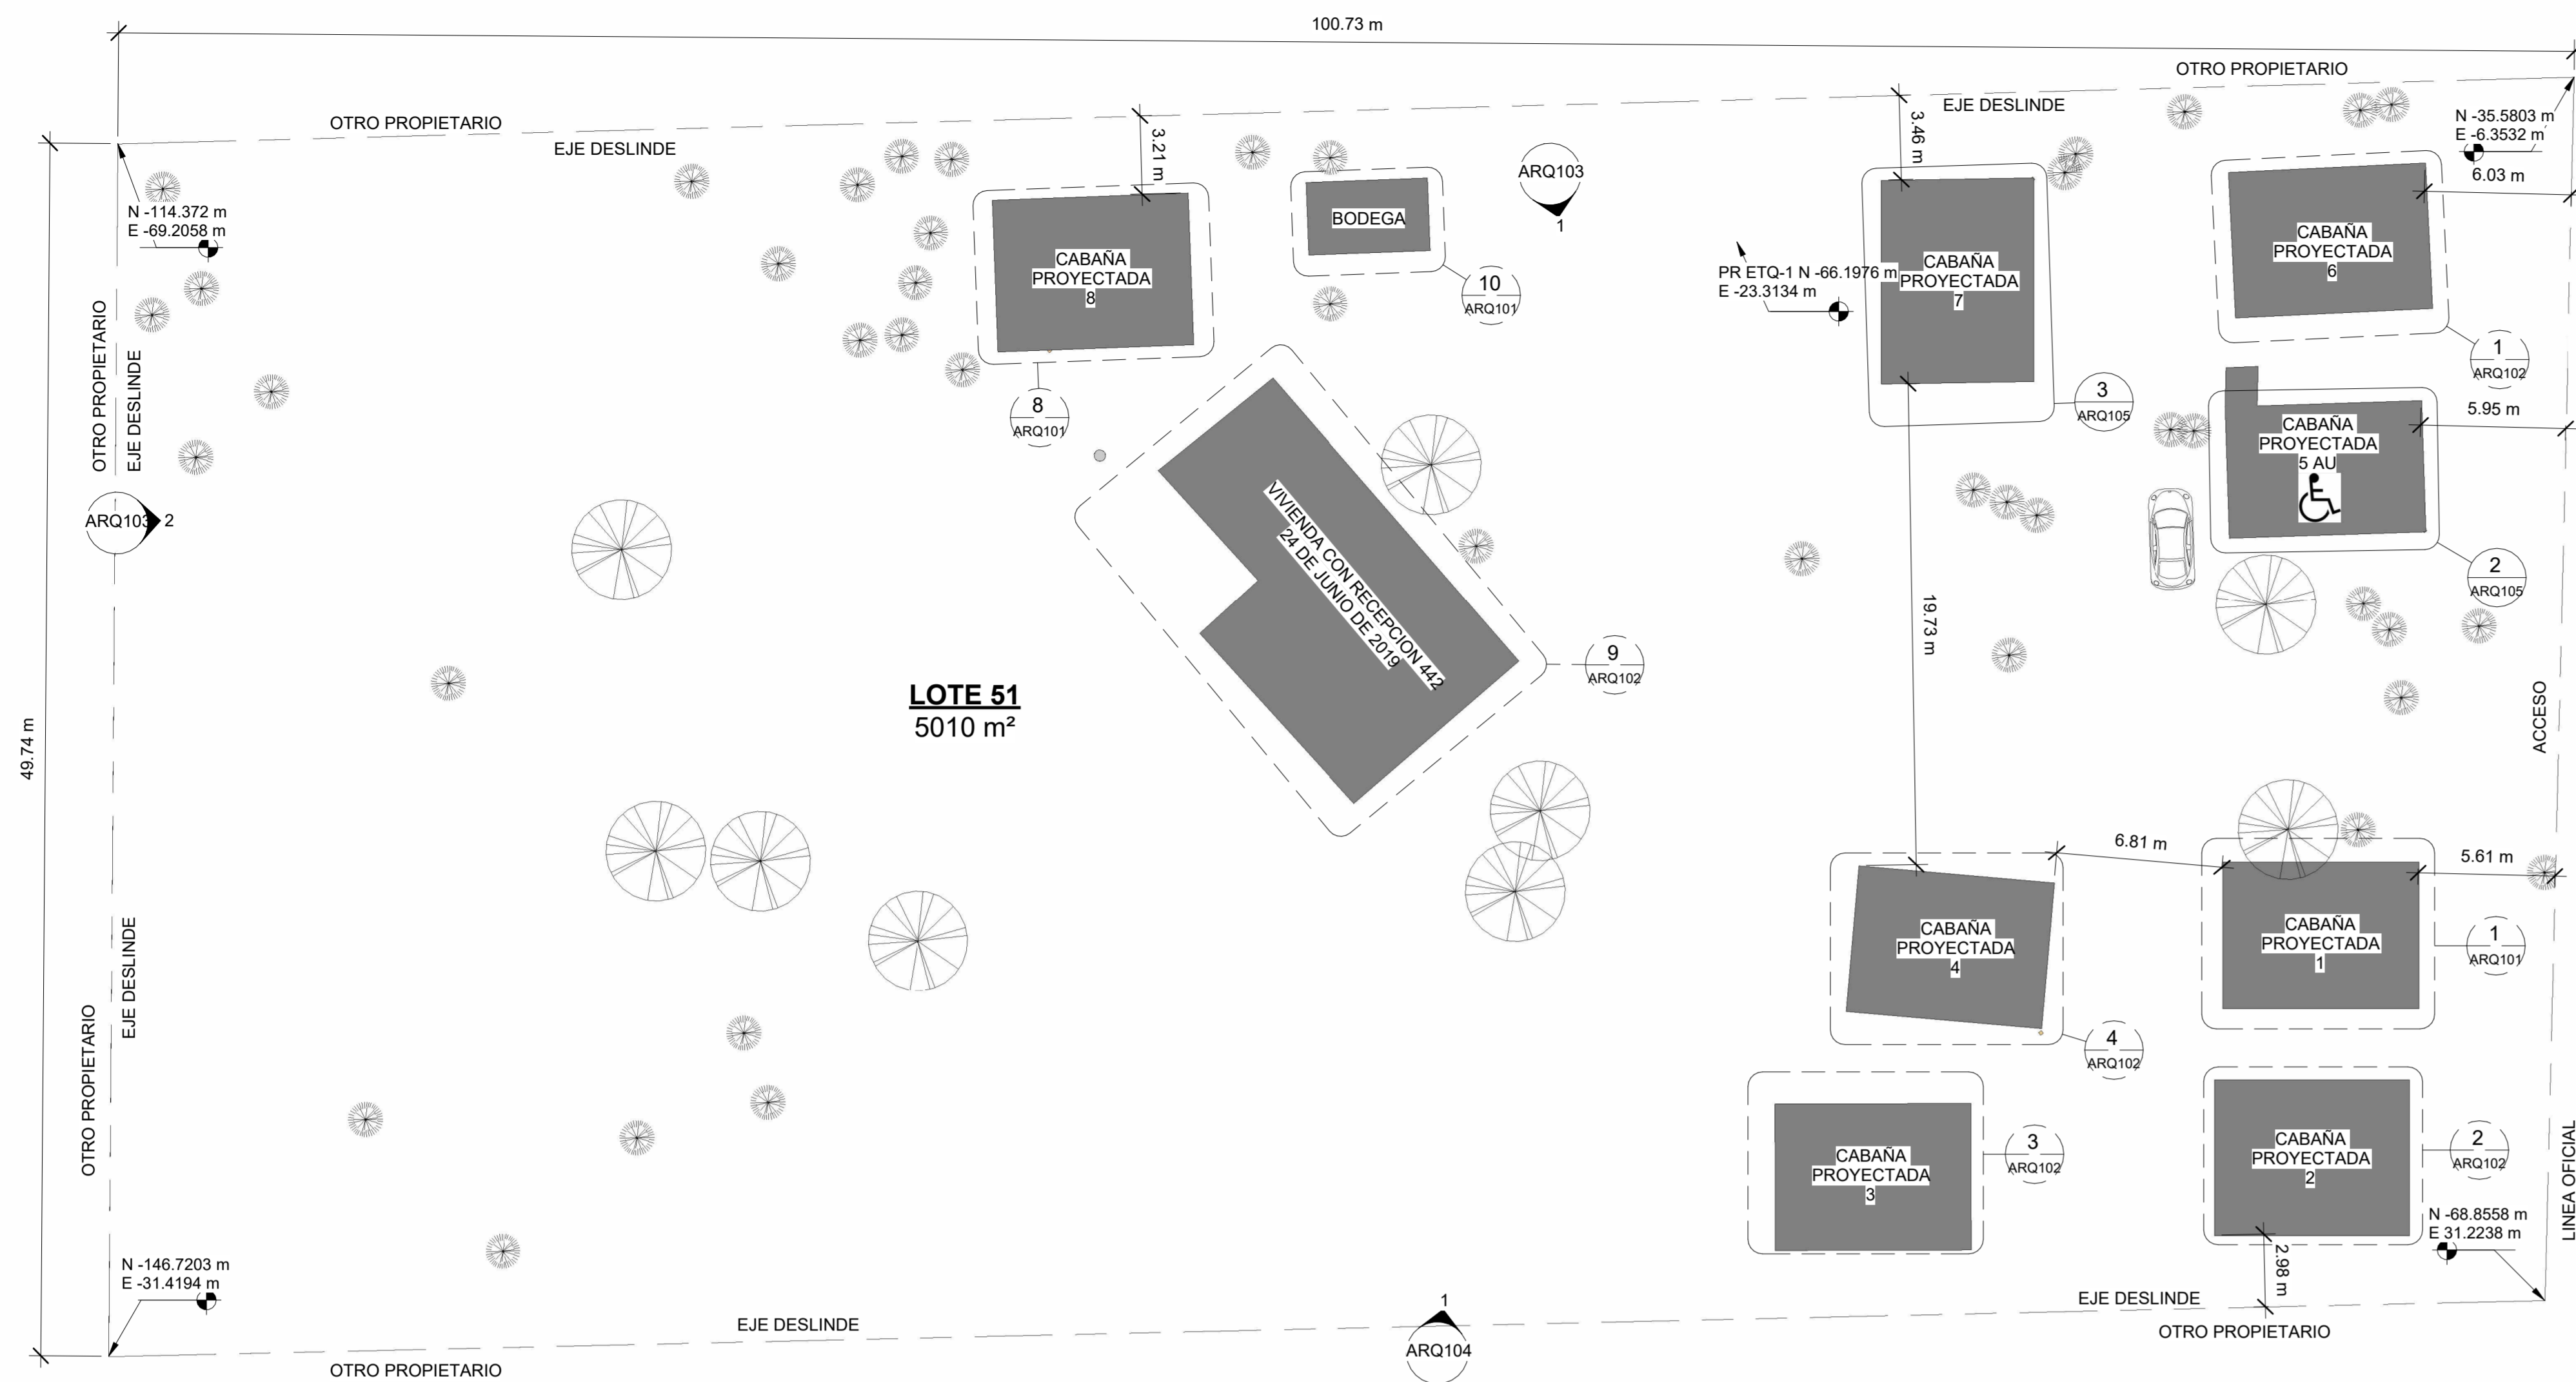 100.73 m
OTRO PROPIETARIO
EJE DESLINDE
N -35.5803 m
E -6.3532 m
6.03 m
OTRO PROPIETARIO
EJE DESLINDE
3.21 m
3.46 m
N -114.372 m
E -69.2058 m
ARQ103
1
BODEGA
CABAÑA
PROYECTADA
8
10
ARQ101
PR ETQ-1 N -66.1976 m
E -23.3134 m
CABAÑA
PROYECTADA
7
CABAÑA
PROYECTADA
6
1
ARQ102
OTRO PROPIETARIO
EJE DESLINDE
8
ARQ101
3
ARQ105
5.95 m
CABAÑA
PROYECTADA
5 AU
ARQ103
2
VIVIENDA CON RECEPCION 442
24 DE JUNIO DE 2019
2
ARQ105
19.73 m
9
ARQ102
LOTE 51
5010 m²
49.74 m
ACCESO
6.81 m
5.61 m
CABAÑA
PROYECTADA
4
CABAÑA
PROYECTADA
1
1
ARQ101
EJE DESLINDE
OTRO PROPIETARIO
4
ARQ102
CABAÑA
PROYECTADA
3
3
ARQ102
CABAÑA
PROYECTADA
2
2
ARQ102
LINEA OFICIAL
N -68.8558 m
E 31.2238 m
2.98 m
N -146.7203 m
E -31.4194 m
EJE DESLINDE
OTRO PROPIETARIO
1
ARQ104
EJE DESLINDE
OTRO PROPIETARIO